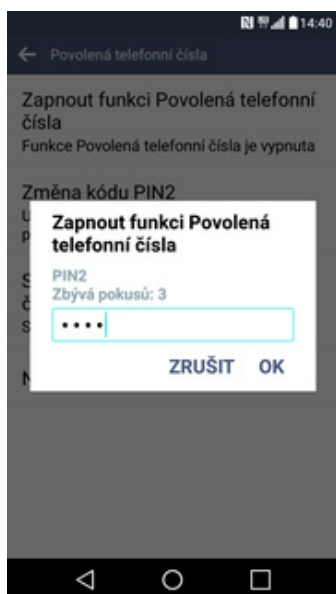 14:40
Povolená telefonní čísla
Zapnout funkci Povolená telefonní
čísla
Funkce Povolená telefonní čísla je vypnuta
Změna kódu PIN2
Zapnout funkci Povolená
telefonní čísla
PIN2
Zbývá pokusů: 3
••••
ZRUŠIT OK